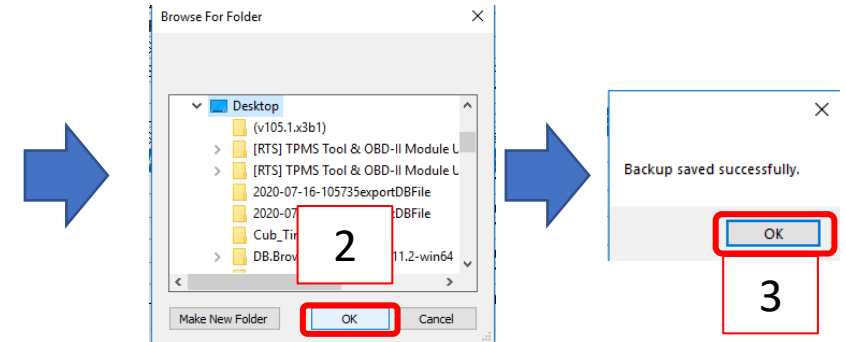 Browse For Folder
Desktop
(v105.1.x3b1)
[RTS] TPMS Tool & OBD-II Module U
[RTS] TPMS Tool & OBD-II Module U
2020-07-16-105735exportDBFile
2020-07 DBFile
Cub_Tir
DB.Brow 11.2-win64
2
Make New Folder
OK
Cancel
Backup saved successfully.
OK
3